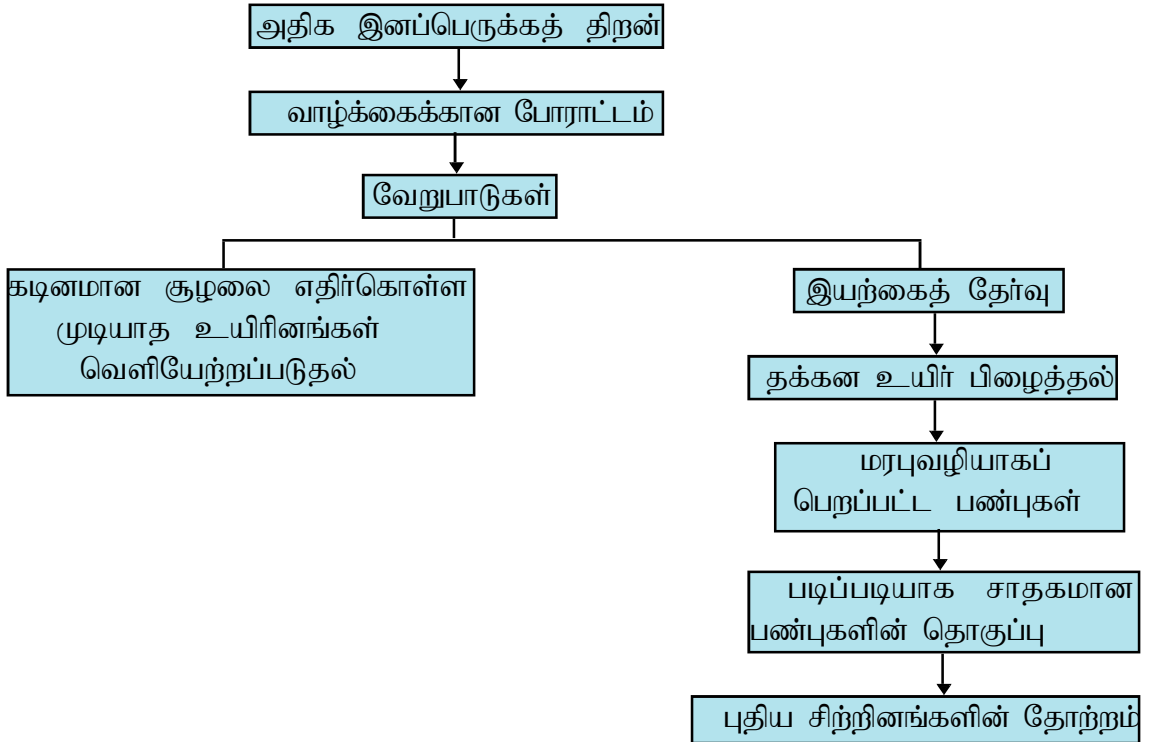 அதிக இனப்பெருக்கத் திறன்
வாழ்க்கைக்கான போராட்டம்
வேறுபாடுகள்
கடினமான சூழலை எதிர்கொள்ள
முடியாத உயிரினங்கள்
வெளியேற்றப்படுதல்
இயற்கைத் தேர்வு
தக்கன உயிர் பிழைத்தல்
மரபுவழியாகப்
பெறப்பட்ட பண்புகள்
படிப்படியாக சாதகமான
பண்புகளின் தொகுப்பு
புதிய சிற்றினங்களின் தோற்றம்